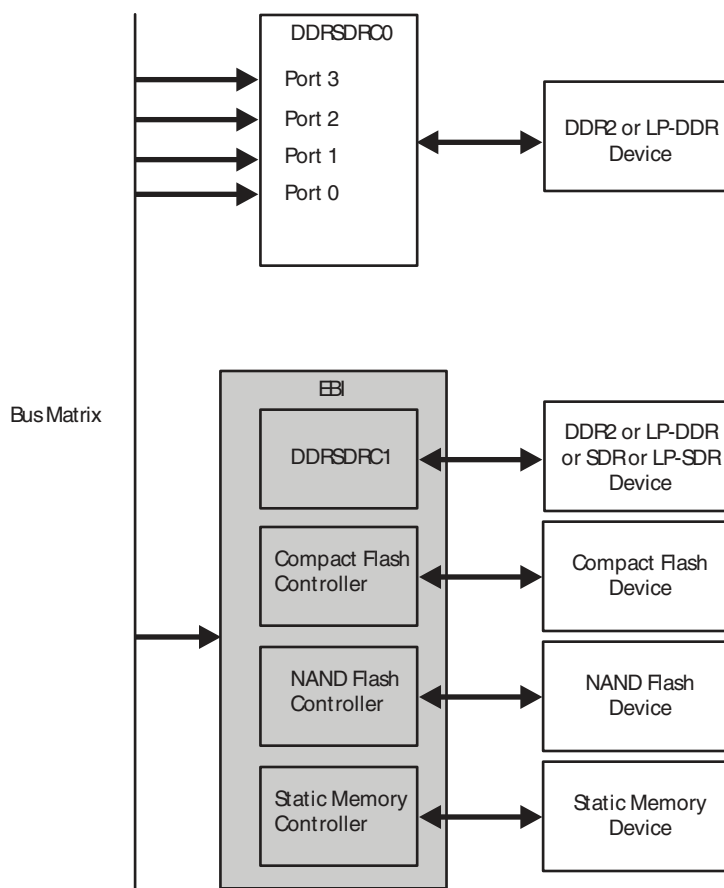 DDRSDRC0
Port 3
Port 2
Port 1
Port 0
DDR2 or LP-DDR
Device
Bus Matrix
EBI
DDRSDRC1
DDR2 or LP-DDR
or SDR or LP-SDR
Device
Compact Flash
Controller
Compact Flash
Device
NAND Flash
Controller
NAND Flash
Device
Static Memory
Controller
Static Memory
Device